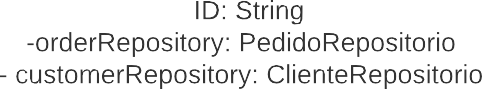 ID: String
-orderRepository: PedidoRepositorio
- customerRepository: ClienteRepositorio